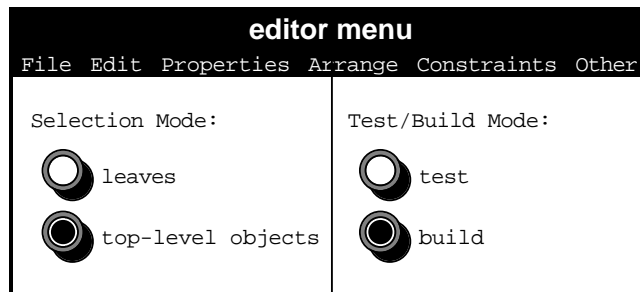 editor menu
File Edit Properties Arrange Constraints Other
Selection Mode:
leaves
top-level objects
Test/Build Mode:
test
build